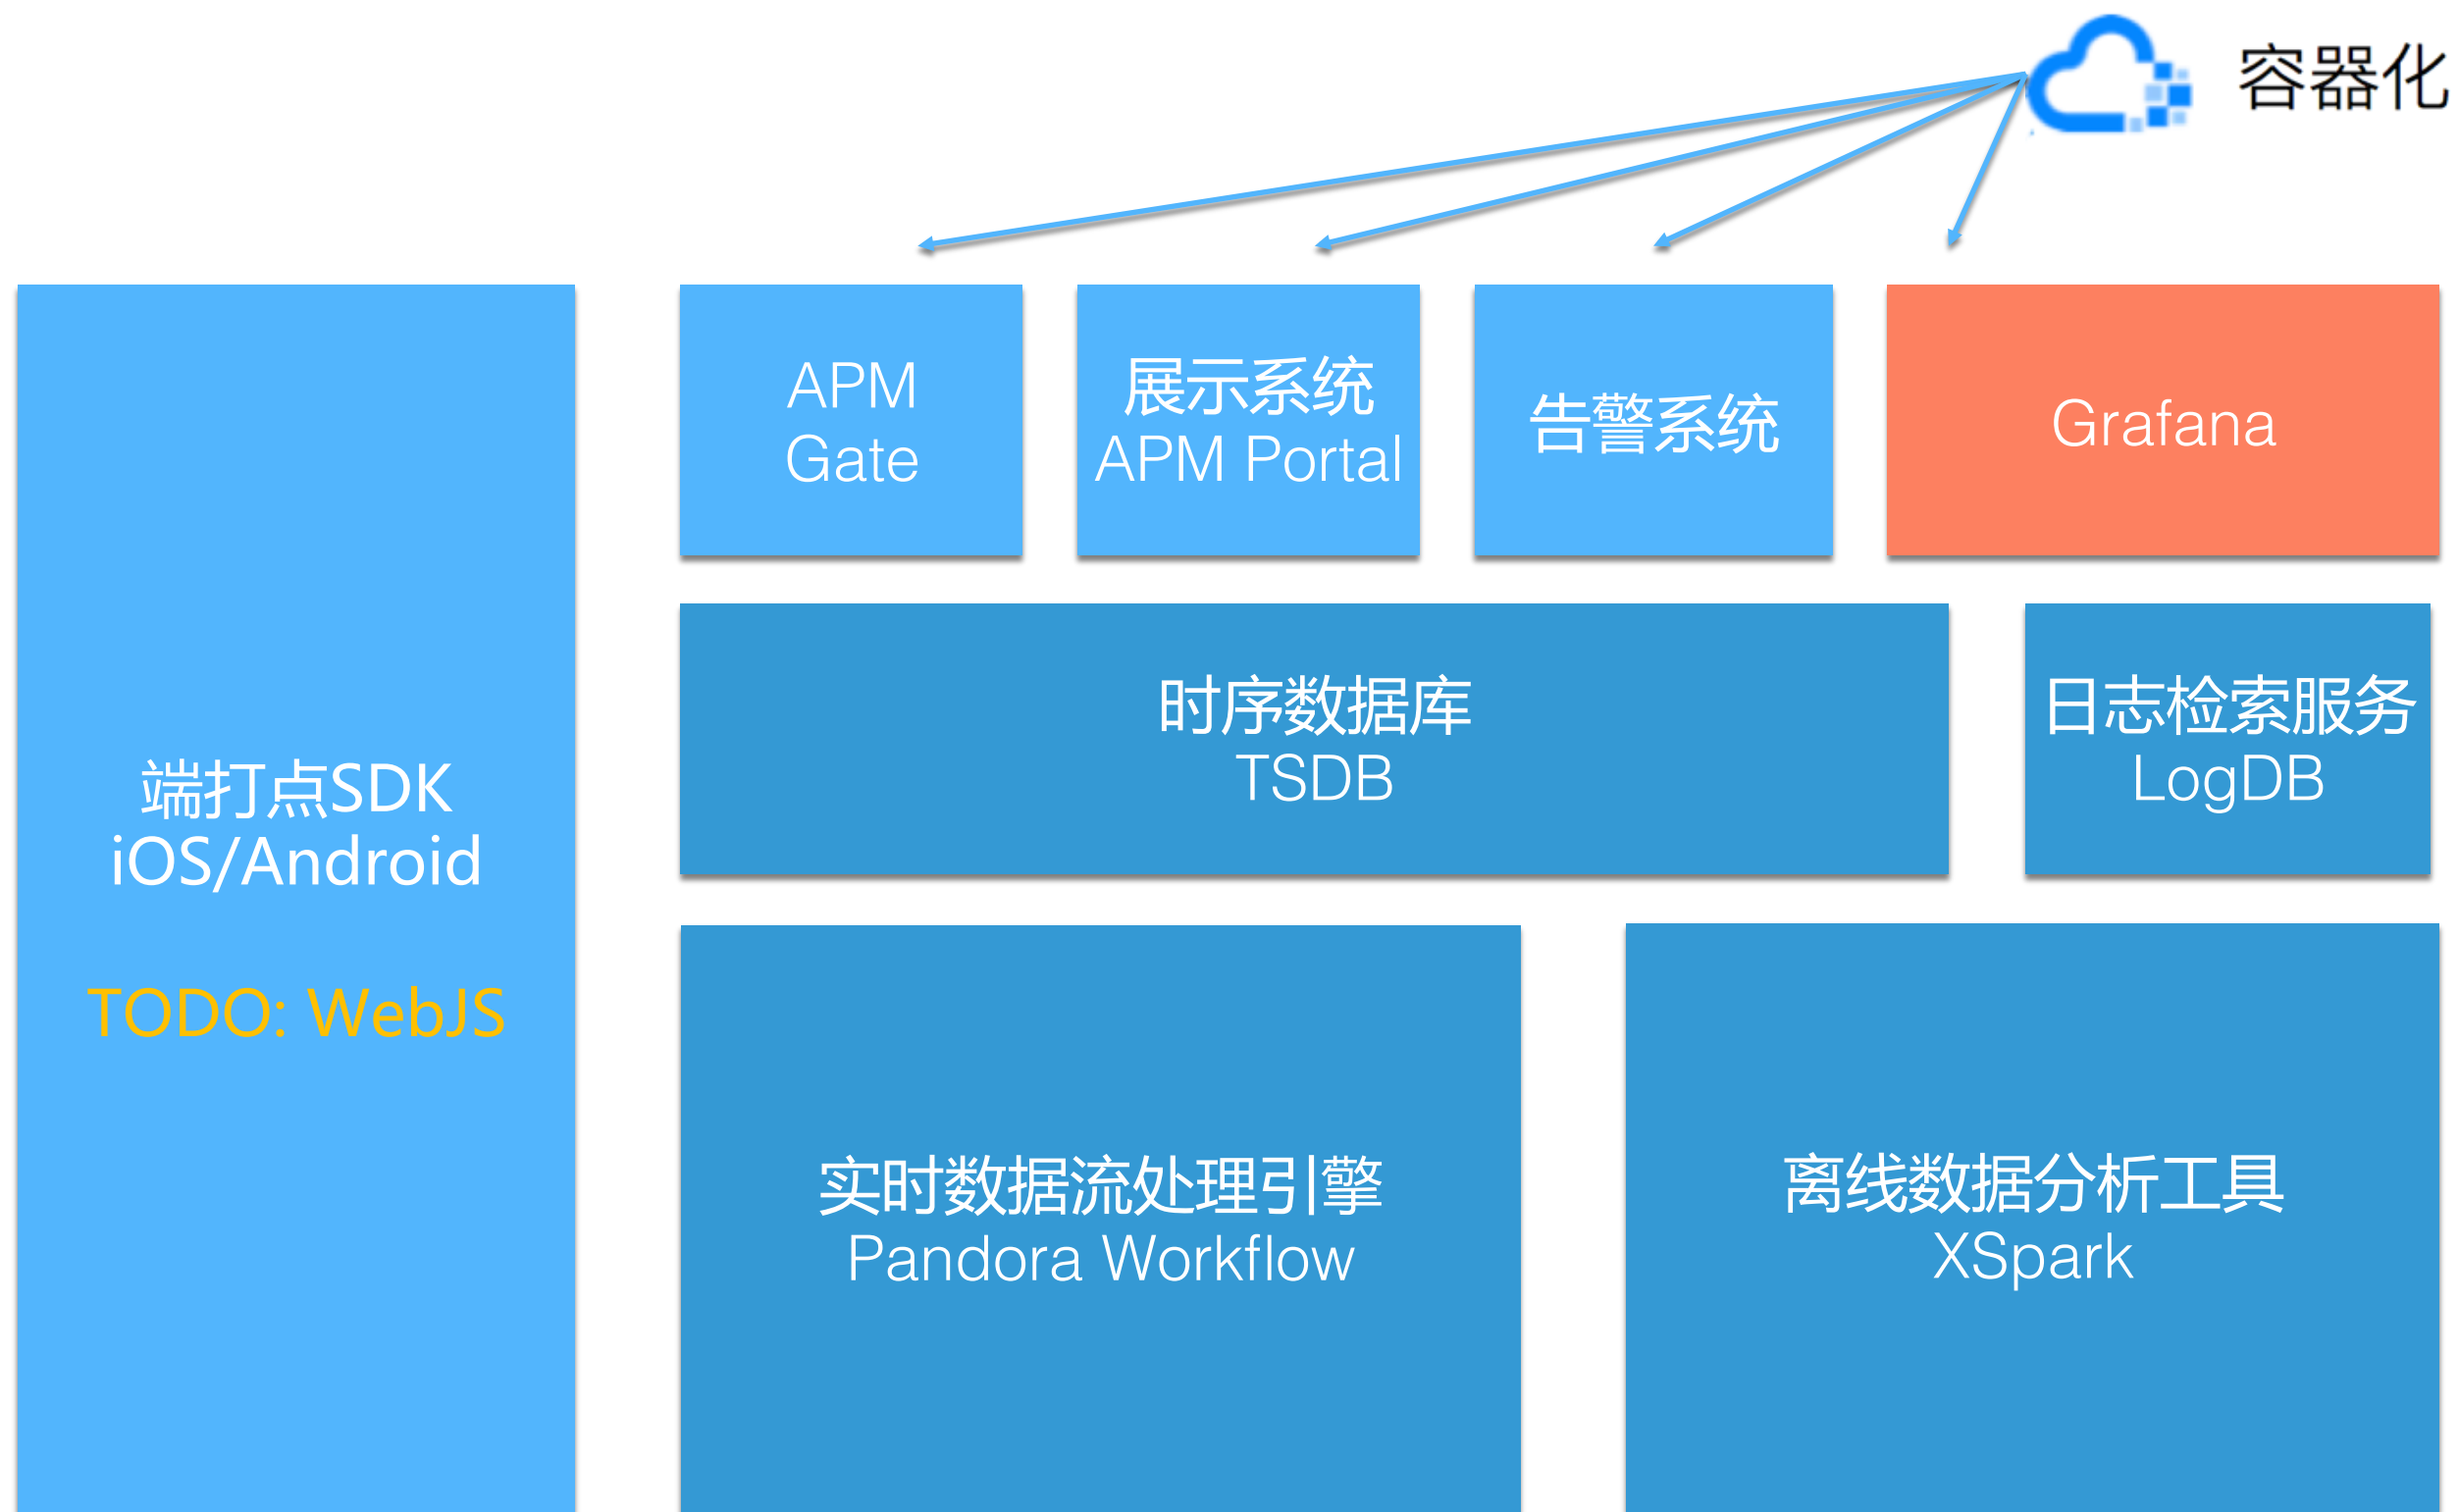 容器化
APM
Gate
展示系统
APM Portal
告警系统
Grafana
时序数据库
TSDB
日志检索服务
LogDB
端打点SDK
iOS/Android
TODO: WebJS
实时数据流处理引擎
Pandora Workflow
离线数据分析工具
XSpark